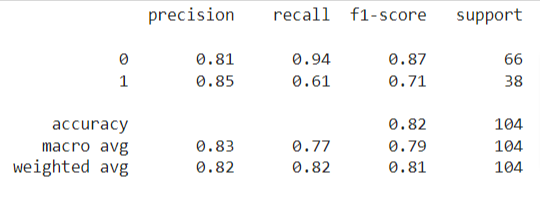 precision recall f1-score support
0 0.81 0.94 0.87 66
1 0.85 0.61 0.71 38
accuracy 0.82 104
macro avg 0.83 0.77 0.79 104
weighted avg 0.82 0.82 0.81 104